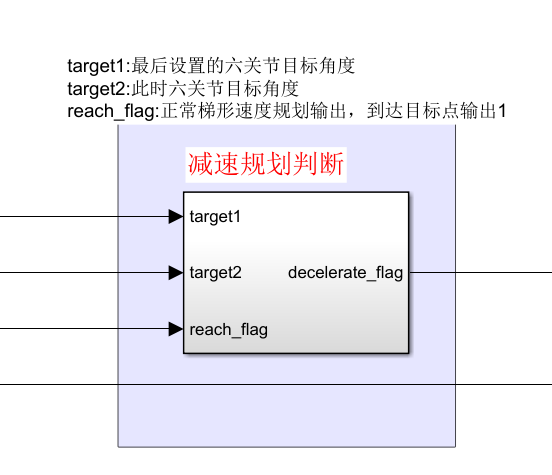 target1:最后设置的六关节目标角度
target2:此时六关节目标角度
reach_flag:正常梯形速度规划输出，到达目标点输出1
减速规划判断
target1
target2 decelerate_flag
reach_flag